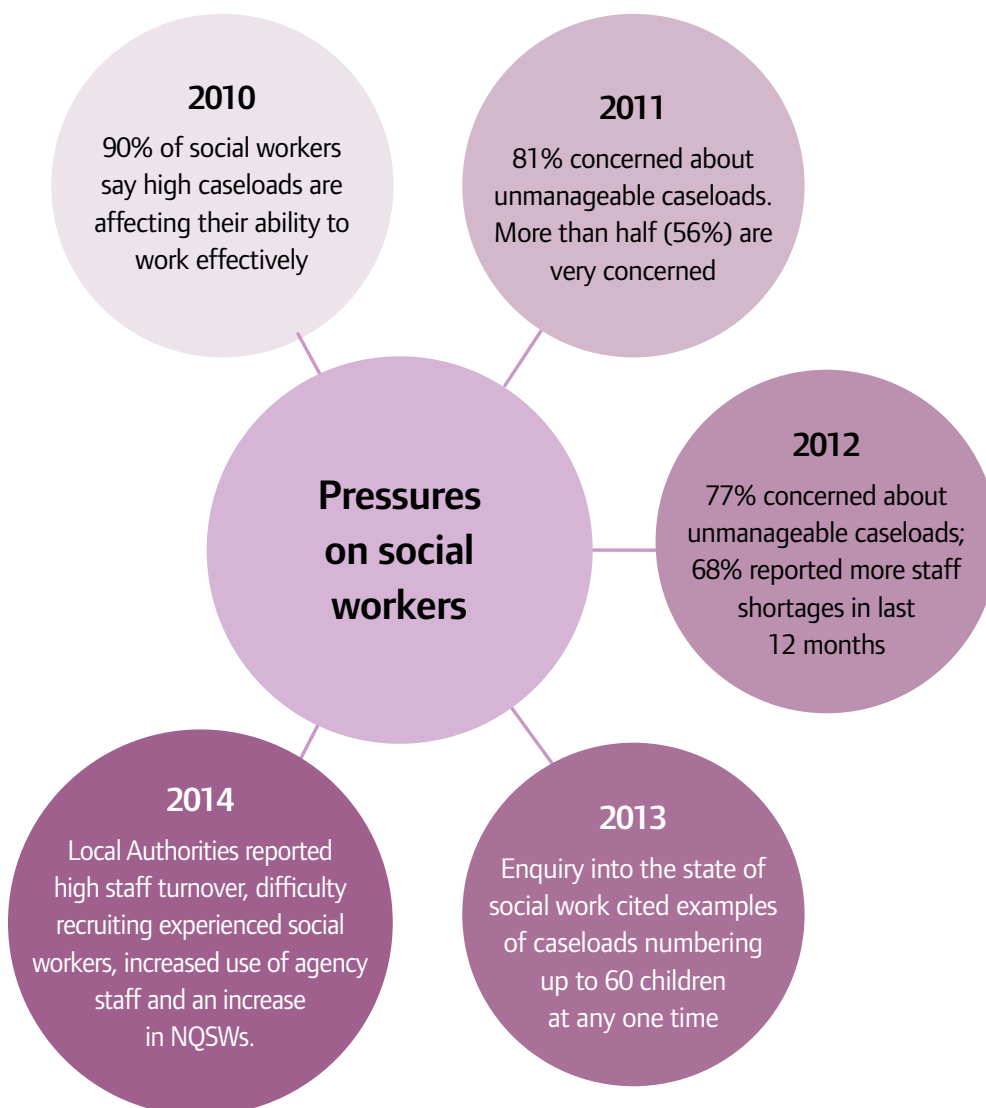 2010
90% of social workers
say high caseloads are
affecting their ability to
work effectively
2011
81% concerned about
unmanageable caseloads.
More than half (56%) are
very concerned
Pressures
on social
workers
2012
77% concerned about
unmanageable caseloads;
68% reported more staff
shortages in last
12 months
2013
Enquiry into the state of
social work cited examples
of caseloads numbering
up to 60 children
at any one time
2014
Local Authorities reported
high staff turnover, difficulty
recruiting experienced social
workers, increased use of agency
staff and an increase
in NQSWs.